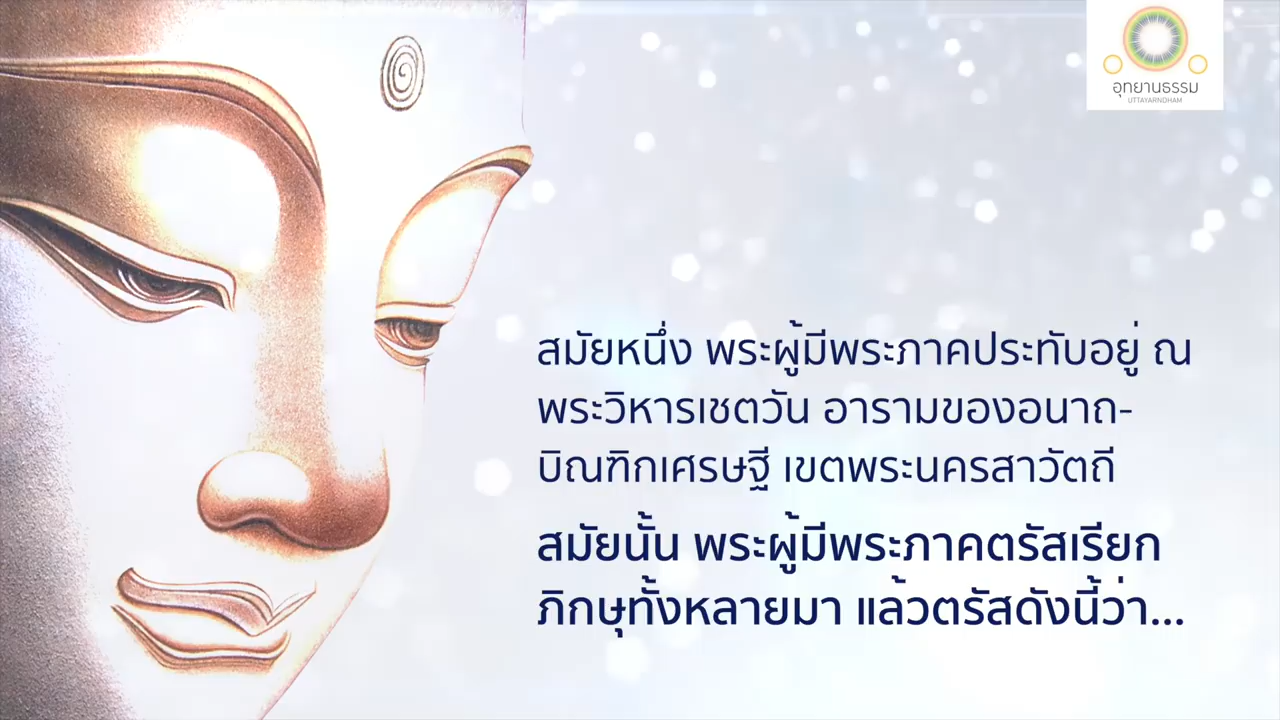 อุทยานธรรม
UTTAYARNDHAM
สมัยหนึ่ง พระผู้มีพระภาคประทับอยู่ ณ
พระวิหารเชตวัน อารามของอนาถ-
บิณฑิกเศรษฐี เขตพระนครสาวัตถี
สมัยนั้น พระผู้มีพระภาคตรัสเรียก
ภิกษุทั้งหลายมา แล้วตรัสดังนี้ว่า...